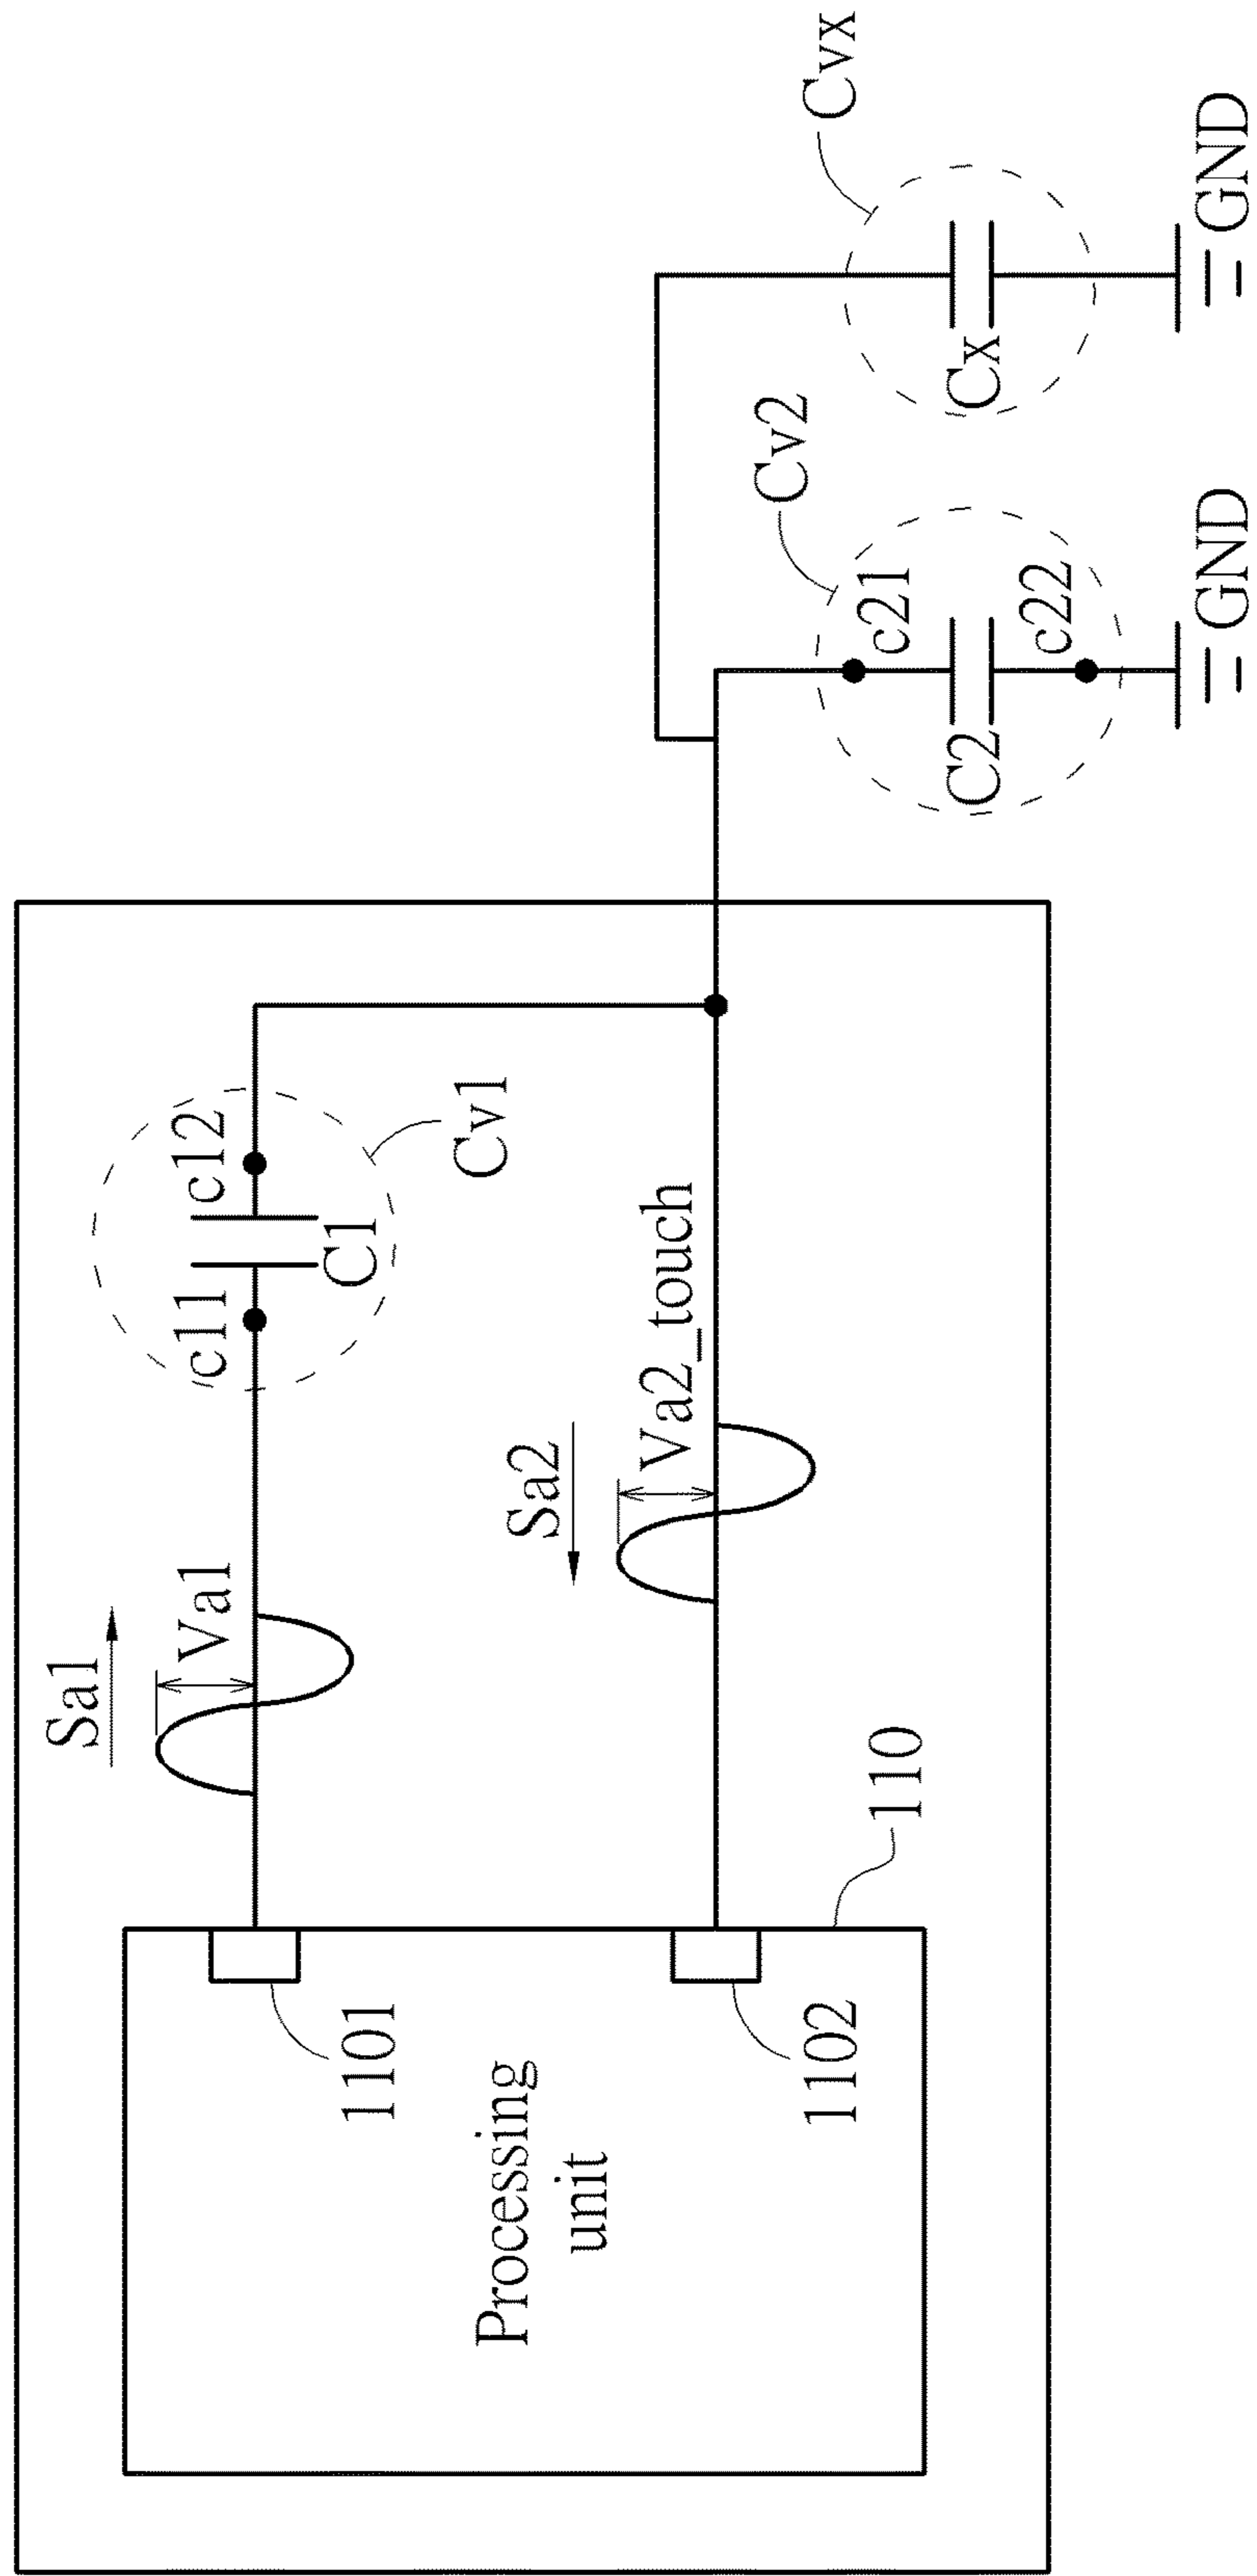 Sa1
Va1
c11
c12
C1
Cv1
Sa2
Va2_touch
Processing
unit
1101
1102
110
Cv2
c21
C2
c22
GND
Cvx
Cx
GND